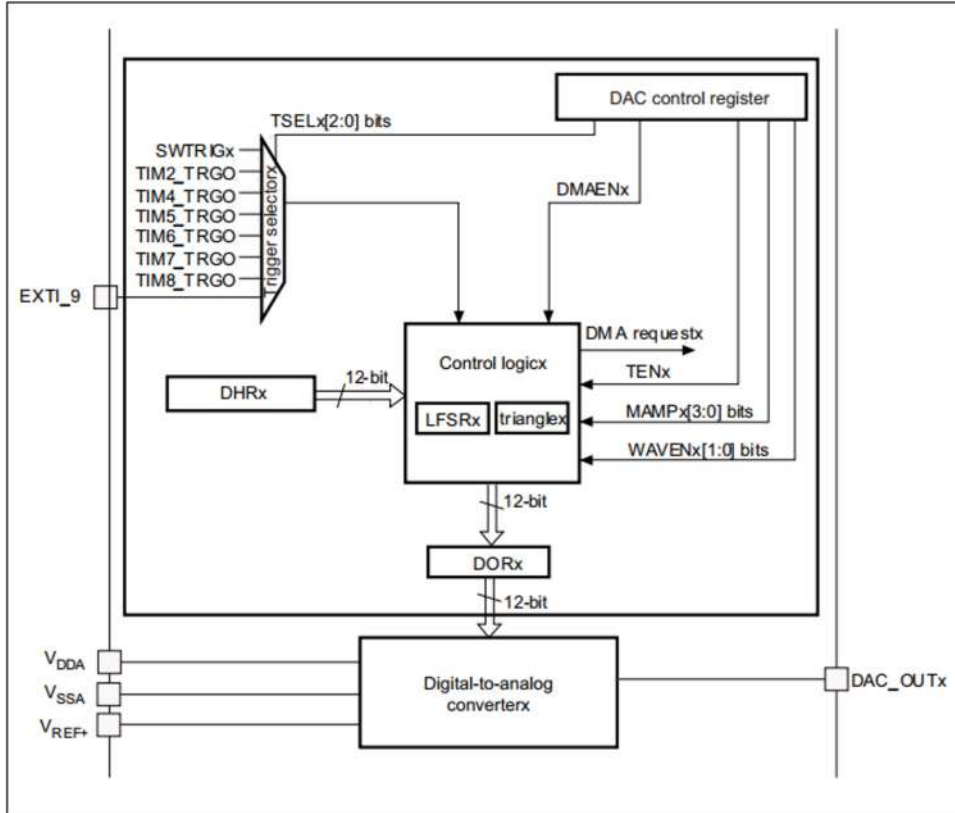 DAC control register
TSELx[2:0] bits
SWTRIGx
TIM2_TRGO
TIM4_TRGO
TIM5_TRGO
TIM6_TRGO
TIM7_TRGO
TIM8_TRGO
Trigger selectorx
DMAENx
EXTI_9
DMA requestx
Control logicx
TENx
12-bit
DHRx
MAMPx[3:0] bits
LFSRx
trianglex
WAVENx[1:0] bits
12-bit
DORx
12-bit
VDDA
Digital-to-analog
converterx
DAC_OUTx
VSSA
VREF+